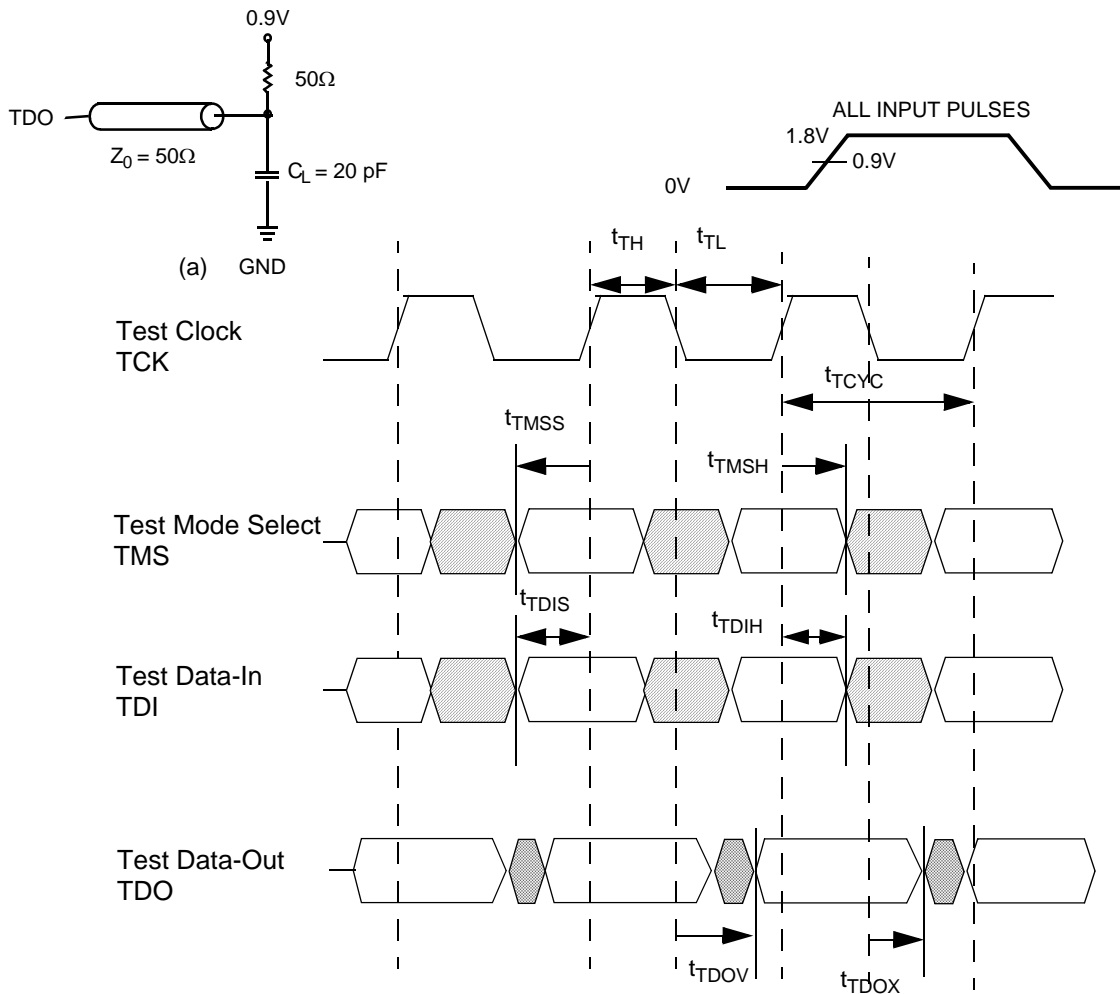 0.9V
50Ω
TDO
Z0 = 50Ω
CL = 20 pF
(a) GND
ALL INPUT PULSES
1.8V
0.9V
0V
tTH
tTL
Test Clock
TCK
tTCYC
tTMSS
tTMSH
Test Mode Select
TMS
tTDIS
tTDIH
Test Data-In
TDI
Test Data-Out
TDO
tTDOV
tTDOX